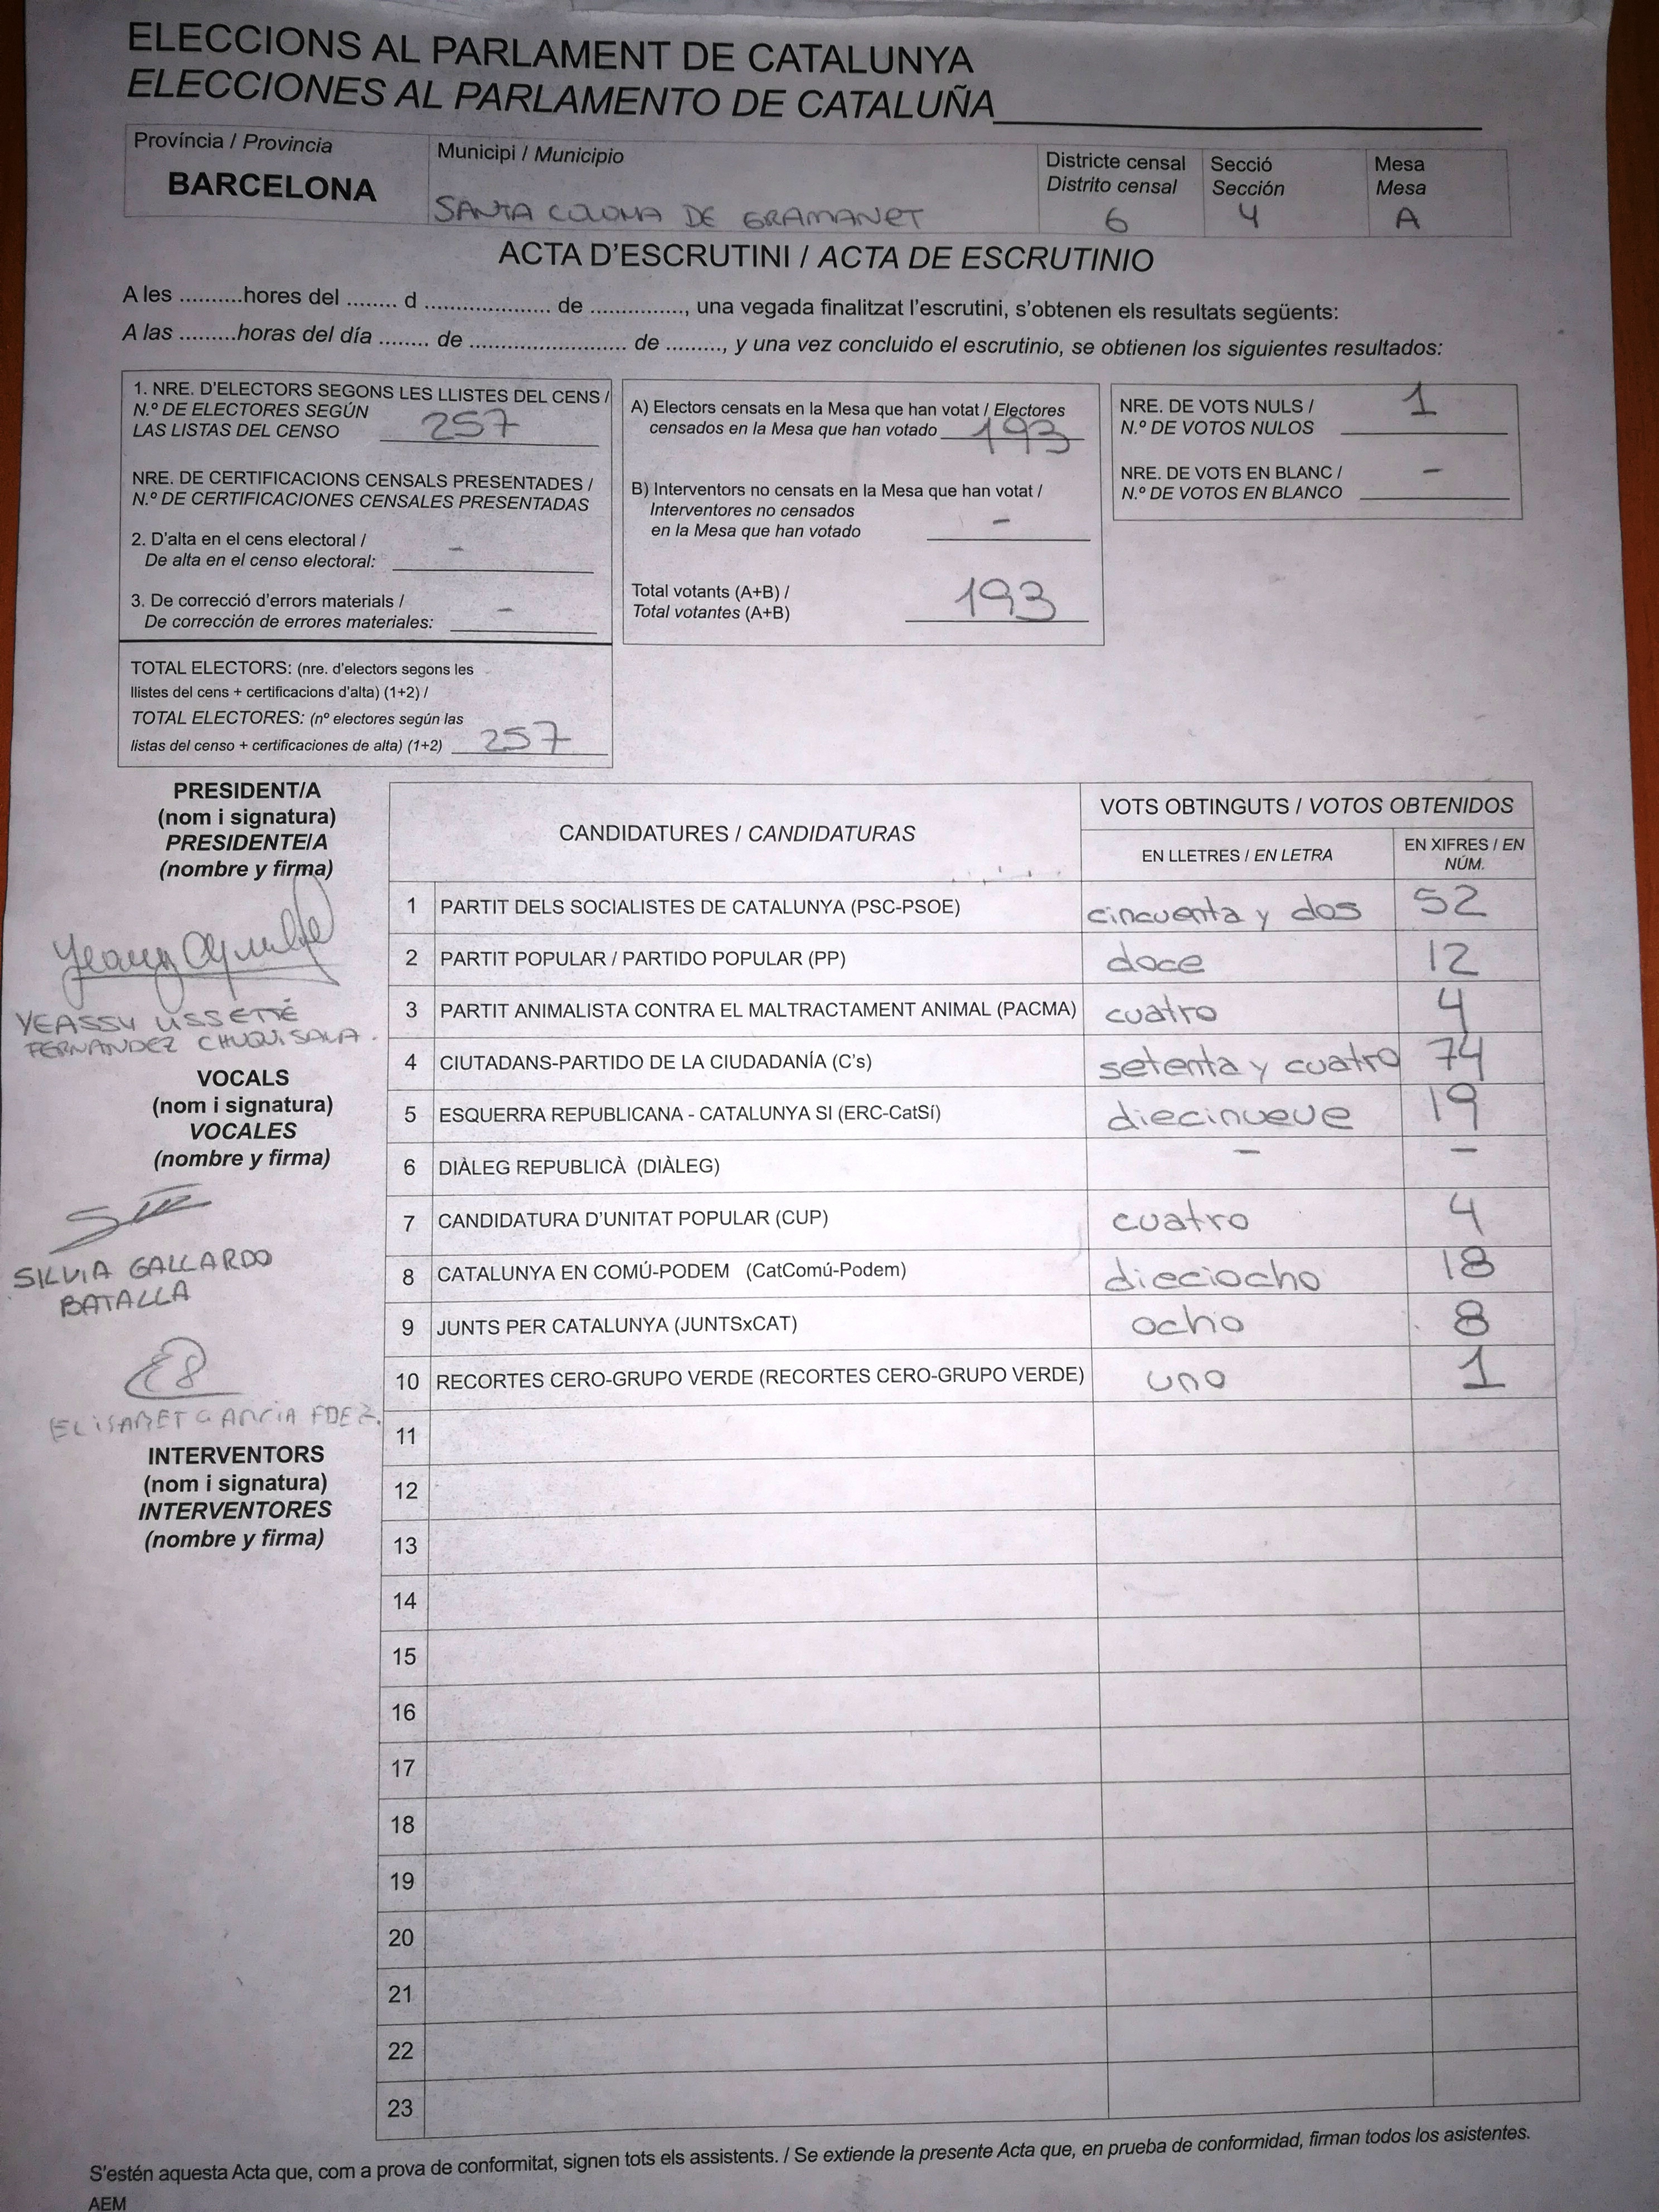 ELECCIONS AL PARLAMENT DE CATALUNYA
ELECCIONES AL PARLAMENTO DE CATALUÑA
Província / Provincia
BARCELONA
Municipi / Municipio
SANTA COLOMA DE GRAMANET
Districte censal
Distrito censal
6
Secció
Sección
4
Mesa
Mesa
A
ACTA D'ESCRUTINI / ACTA DE ESCRUTINIO
A les ..........hores del ........ d ..................... de ..............., una vegada finalitzat l'escrutini, s'obtenen els resultats següents:
A las .........horas del día ........ de .......................... de ........., y una vez concluido el escrutinio, se obtienen los siguientes resultados:
1. NRE. D'ELECTORS SEGONS LES LLISTES DEL CENS /
N.º DE ELECTORES SEGÚN
LAS LISTAS DEL CENSO 257
NRE. DE CERTIFICACIONS CENSALS PRESENTADES /
N.º DE CERTIFICACIONES CENSALES PRESENTADAS
2. D'alta en el cens electoral /
De alta en el censo electoral: -
3. De correcció d'errors materials /
De corrección de errores materiales: -
TOTAL ELECTORS: (nre. d'electors segons les
llistes del cens + certificacions d'alta) (1+2) /
TOTAL ELECTORES: (nº electores según las
listas del censo + certificaciones de alta) (1+2) 257
A) Electors censats en la Mesa que han votat / Electores
censados en la Mesa que han votado 193
B) Interventors no censats en la Mesa que han votat /
Interventores no censados
en la Mesa que han votado -
Total votants (A+B) /
Total votantes (A+B) 193
NRE. DE VOTS NULS /
N.º DE VOTOS NULOS 1
NRE. DE VOTS EN BLANC /
N.º DE VOTOS EN BLANCO -
PRESIDENT/A
(nom i signatura)
PRESIDENTE/A
(nombre y firma)
YEASSY LISSETTE
FERNANDEZ CHUQISALA.
VOCALS
(nom i signatura)
VOCALES
(nombre y firma)
SILVIA GALLARDO
BATALLA
ELISABET GARCIA FDEZ.
INTERVENTORS
(nom i signatura)
INTERVENTORES
(nombre y firma)
CANDIDATURES / CANDIDATURAS
VOTS OBTINGUTS / VOTOS OBTENIDOS
EN LLETRES / EN LETRA
EN XIFRES / EN
NÚM.
1 PARTIT DELS SOCIALISTES DE CATALUNYA (PSC-PSOE) cincuenta y dos 52
2 PARTIT POPULAR / PARTIDO POPULAR (PP) doce 12
3 PARTIT ANIMALISTA CONTRA EL MALTRACTAMENT ANIMAL (PACMA) cuatro 4
4 CIUTADANS-PARTIDO DE LA CIUDADANÍA (C's) setenta y cuatro 74
5 ESQUERRA REPUBLICANA - CATALUNYA SI (ERC-CatSí) diecinueve 19
6 DIÀLEG REPUBLICÀ (DIÀLEG) - -
7 CANDIDATURA D'UNITAT POPULAR (CUP) cuatro 4
8 CATALUNYA EN COMÚ-PODEM (CatComú-Podem) dieciocho 18
9 JUNTS PER CATALUNYA (JUNTSxCAT) ocho 8
10 RECORTES CERO-GRUPO VERDE (RECORTES CERO-GRUPO VERDE) uno 1
11
12
13
14
15
16
17
18
19
20
21
22
23
S'estén aquesta Acta que, com a prova de conformitat, signen tots els assistents. / Se extiende la presente Acta que, en prueba de conformidad, firman todos los asistentes.
AEM